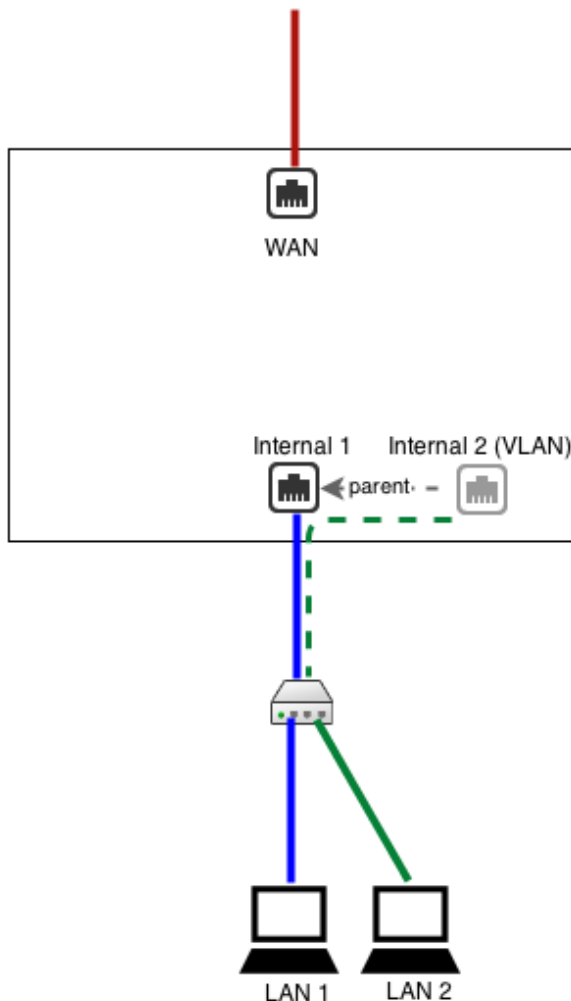 WAN
Internal 1
Internal 2 (VLAN)
parent
LAN 1
LAN 2